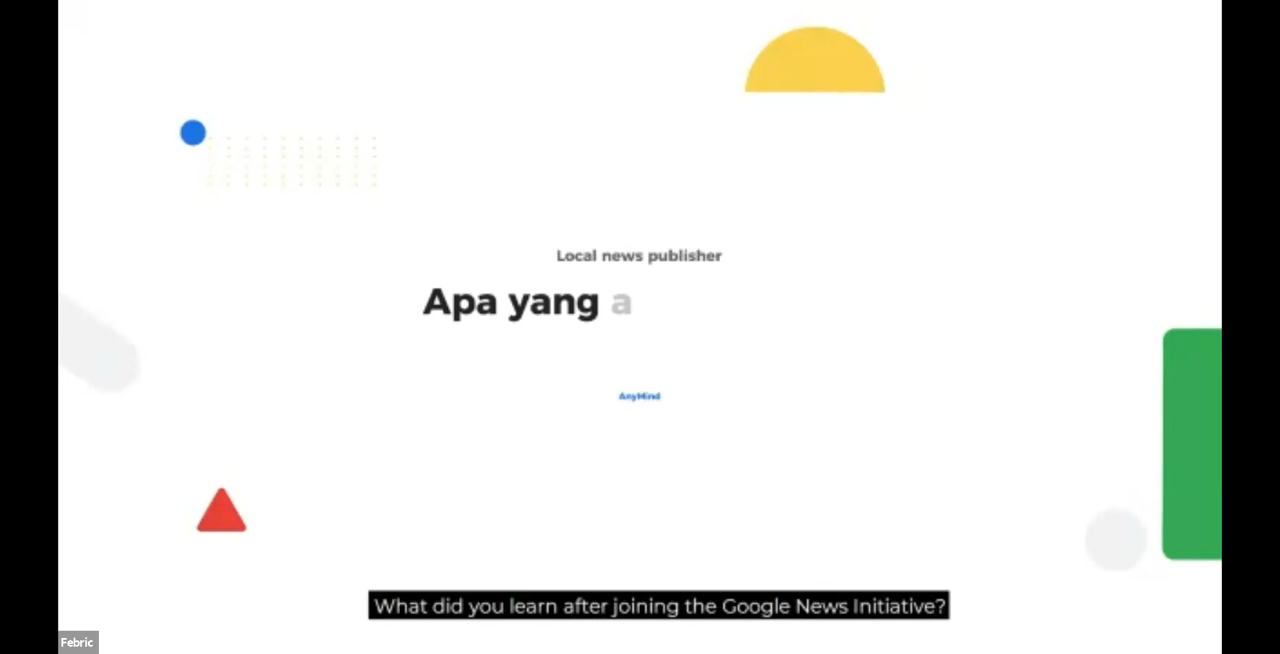 Local news publisher
Apa yang a
AnyMind
What did you learn after joining the Google News Initiative?
Febric